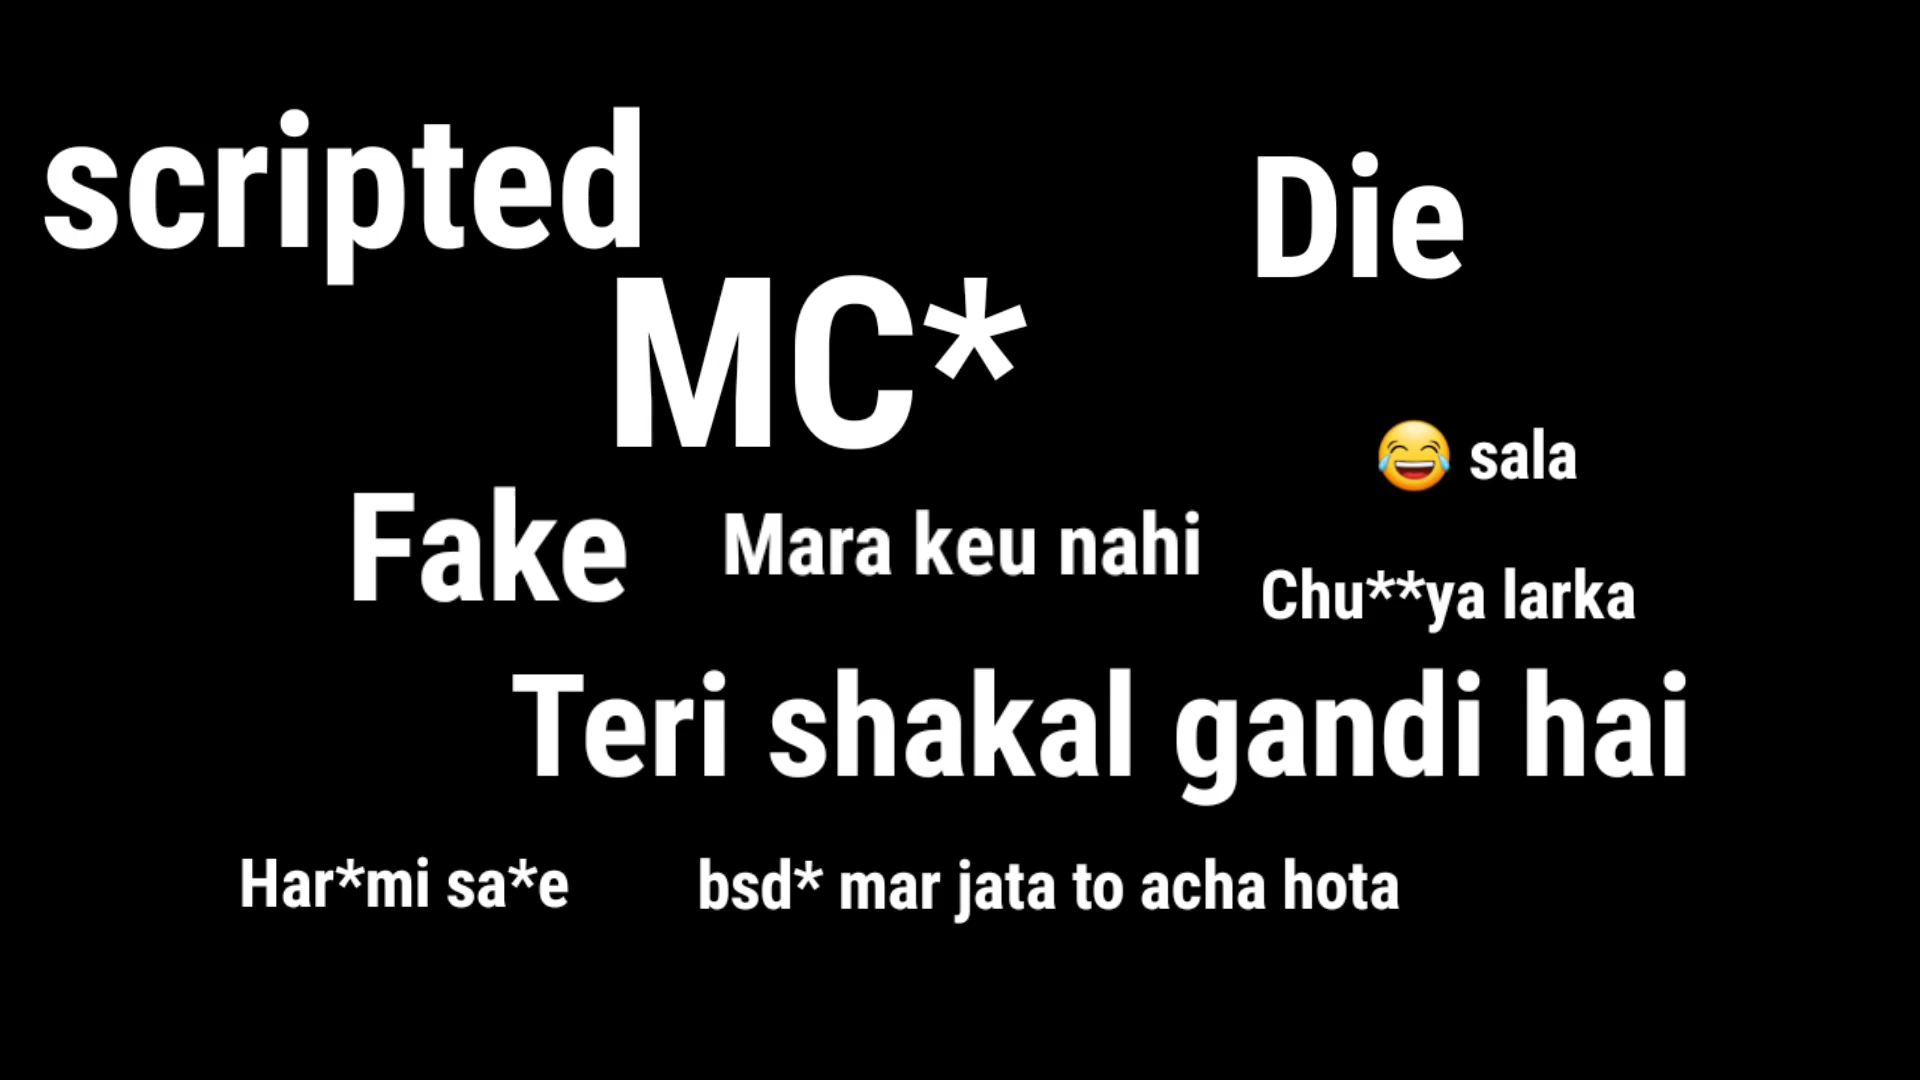 scripted
Die
MC*
😂 sala
Fake
Mara keu nahi
Chu**ya larka
Teri shakal gandi hai
Har*mi sa*e
bsd* mar jata to acha hota